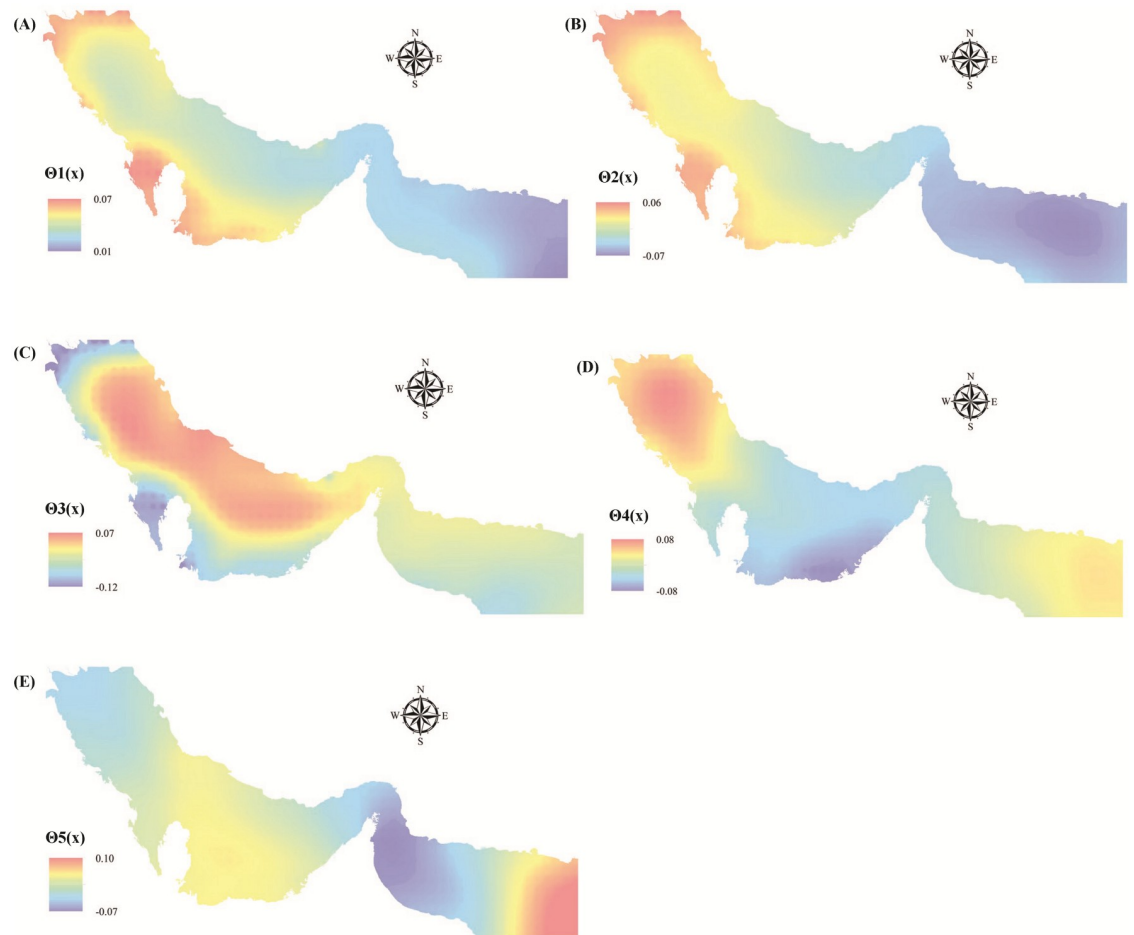 (A)
N
W E
S
Θ1(x)
0.07
0.01
(B)
N
W E
S
Θ2(x)
0.06
-0.07
(C)
N
W E
S
Θ3(x)
0.07
-0.12
(D)
N
W E
S
Θ4(x)
0.08
-0.08
(E)
N
W E
S
Θ5(x)
0.10
-0.07